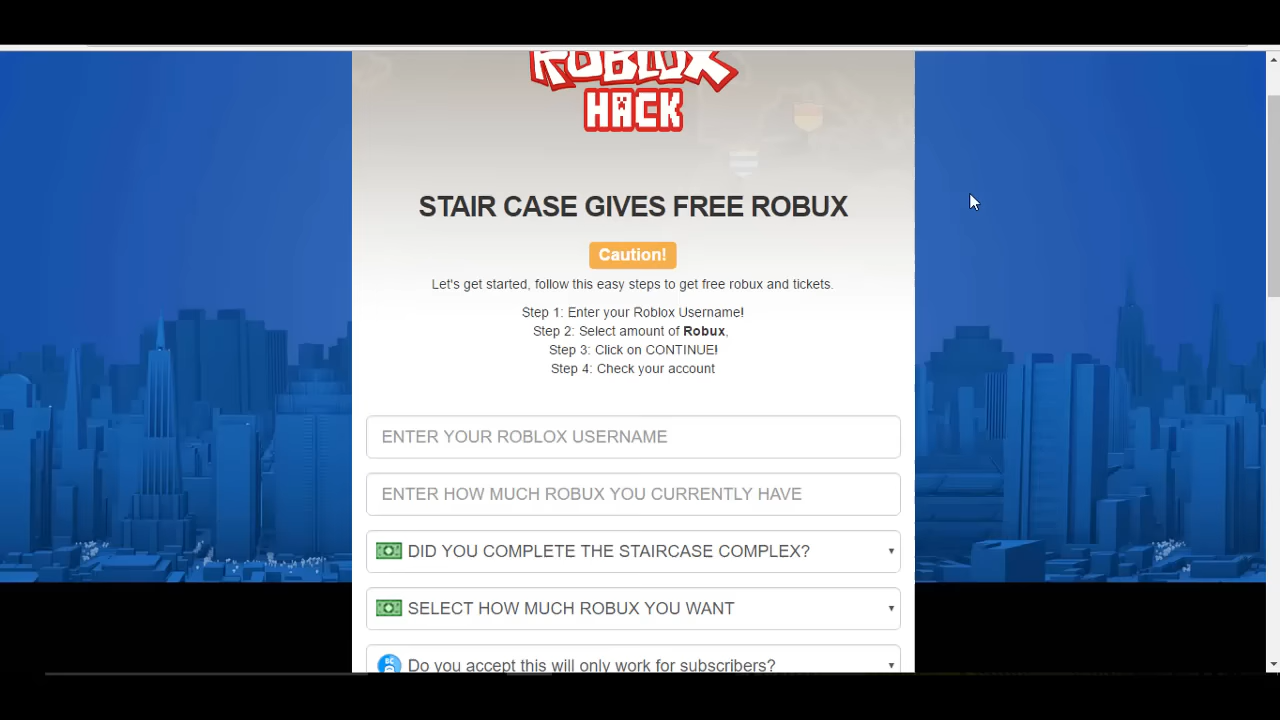 ROBLOX
HACK
STAIR CASE GIVES FREE ROBUX
Caution!
Let's get started, follow this easy steps to get free robux and tickets.
Step 1: Enter your Roblox Username!
Step 2: Select amount of Robux,
Step 3: Click on CONTINUE!
Step 4: Check your account
ENTER YOUR ROBLOX USERNAME
ENTER HOW MUCH ROBUX YOU CURRENTLY HAVE
DID YOU COMPLETE THE STAIRCASE COMPLEX?
SELECT HOW MUCH ROBUX YOU WANT
BC
Do you accept this will only work for subscribers?